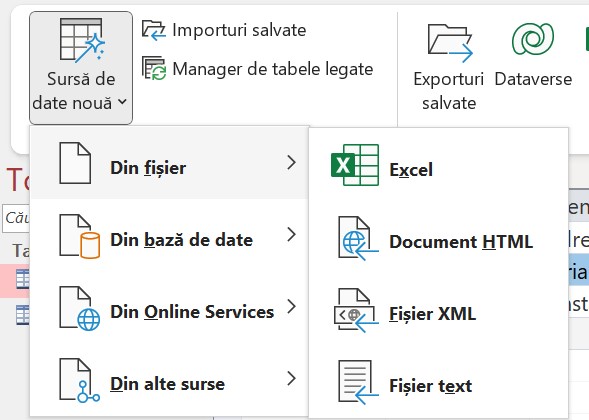 Importuri salvate
Sursă de
date nouă
Manager de tabele legate
Exporturi
salvate
Dataverse
Din fișier
Din bază de date
Din Online Services
Din alte surse
Excel
Document HTML
Fișier XML
Fișier text